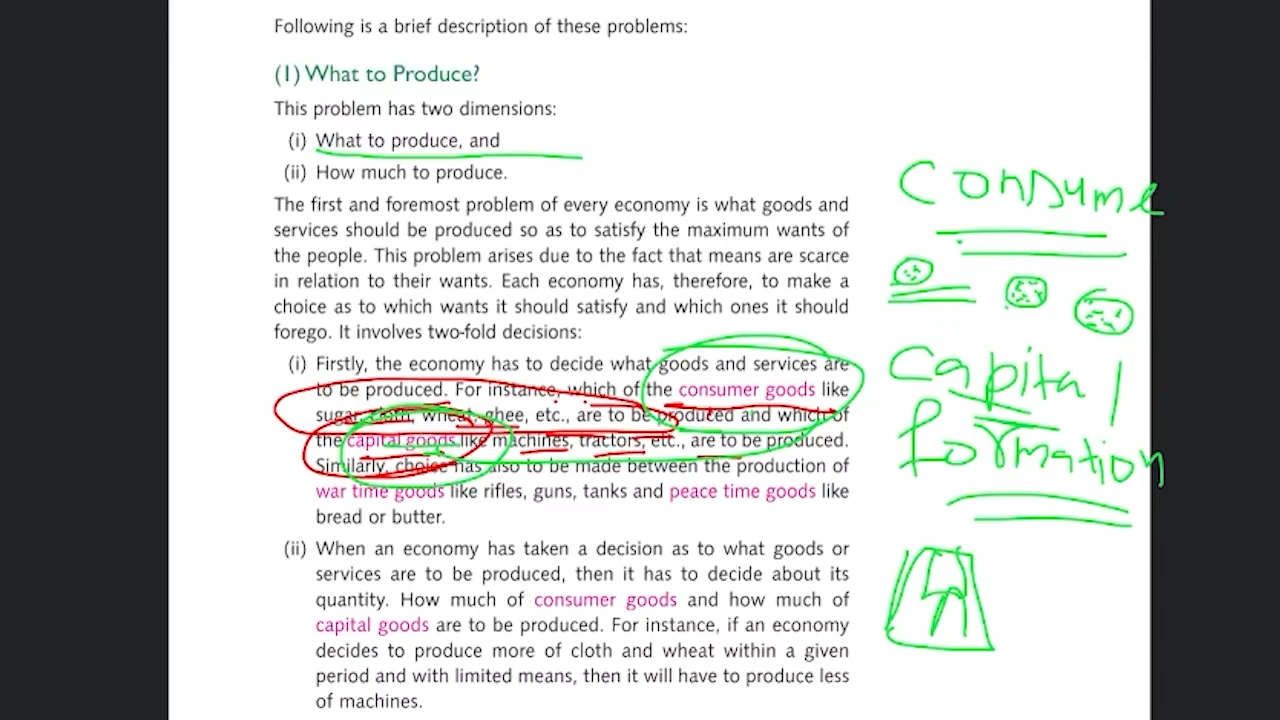 Following is a brief description of these problems:
(1) What to Produce?
This problem has two dimensions:
(i) What to produce, and
(ii) How much to produce.
The first and foremost problem of every economy is what goods and
services should be produced so as to satisfy the maximum wants of
the people. This problem arises due to the fact that means are scarce
in relation to their wants. Each economy has, therefore, to make a
choice as to which wants it should satisfy and which ones it should
forego. It involves two-fold decisions:
(i) Firstly, the economy has to decide what goods and services are
to be produced. For instance, which of the consumer goods like
sugar, cloth, wheat, ghee, etc., are to be produced and which of
the capital goods like machines, tractors, etc., are to be produced.
Similarly, choice has also to be made between the production of
war time goods like rifles, guns, tanks and peace time goods like
bread or butter.
(ii) When an economy has taken a decision as to what goods or
services are to be produced, then it has to decide about its
quantity. How much of consumer goods and how much of
capital goods are to be produced. For instance, if an economy
decides to produce more of cloth and wheat within a given
period and with limited means, then it will have to produce less
of machines.
Consume
Capital
formation